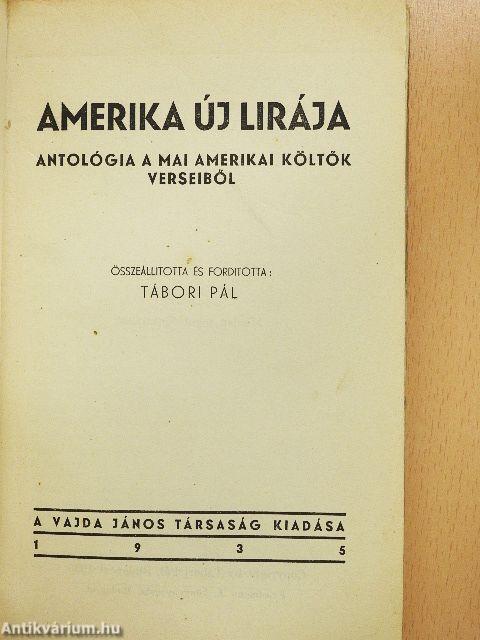 AMERIKA ÚJ LIRÁJA
ANTOLÓGIA A MAI AMERIKAI KÖLTŐK
VERSEIBŐL
ÖSSZEÁLLITOTTA ÉS FORDITOTTA:
TÁBORI PÁL
A VAJDA JÁNOS TÁRSASÁG KIADÁSA
1 9 3 5
Antikvárium.hu